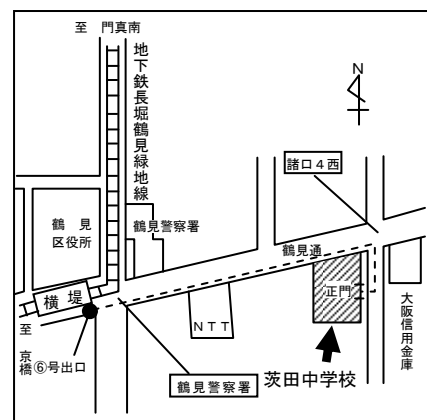 至 門真南
地下鉄長堀鶴見緑地線
N
諸口4西
鶴見
区役所
鶴見警察署
鶴見通
横堤
正門
NTT
大阪信用金庫
至 京橋
⑥号出口
鶴見警察署
茨田中学校